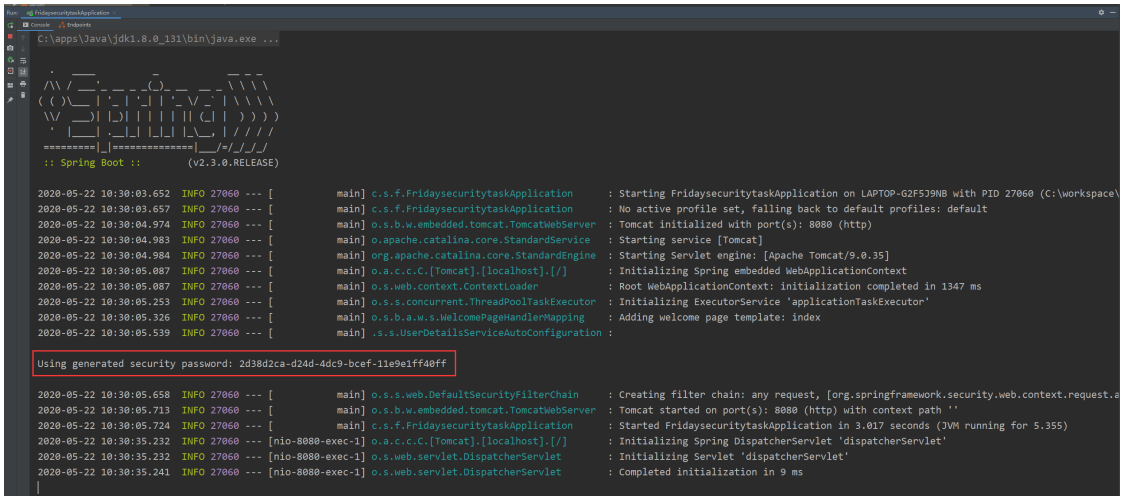 Run: FridaysecuritytaskApplication
Console Endpoints
C:\apps\Java\jdk1.8.0_131\bin\java.exe ...
  .   ____          _            __ _ _
 /\\ / ___'_ __ _ _(_)_ __  __ _ \ \ \ \
( ( )\___ | '_ | '_| | '_ \/ _` | \ \ \ \
 \\/  ___)| |_)| | | | | || (_| |  ) ) ) )
  '  |____| .__|_| |_|_| |_\__, | / / / /
 =========|_|==============|___/=/_/_/_/
 :: Spring Boot ::        (v2.3.0.RELEASE)
2020-05-22 10:30:03.652  INFO 27060 --- [           main] c.s.f.FridaysecuritytaskApplication      : Starting FridaysecuritytaskApplication on LAPTOP-G2F5J9NB with PID 27060 (C:\workspace\
2020-05-22 10:30:03.657  INFO 27060 --- [           main] c.s.f.FridaysecuritytaskApplication      : No active profile set, falling back to default profiles: default
2020-05-22 10:30:04.974  INFO 27060 --- [           main] o.s.b.w.embedded.tomcat.TomcatWebServer  : Tomcat initialized with port(s): 8080 (http)
2020-05-22 10:30:04.983  INFO 27060 --- [           main] o.apache.catalina.core.StandardService   : Starting service [Tomcat]
2020-05-22 10:30:04.984  INFO 27060 --- [           main] org.apache.catalina.core.StandardEngine  : Starting Servlet engine: [Apache Tomcat/9.0.35]
2020-05-22 10:30:05.087  INFO 27060 --- [           main] o.a.c.c.C.[Tomcat].[localhost].[/]       : Initializing Spring embedded WebApplicationContext
2020-05-22 10:30:05.087  INFO 27060 --- [           main] o.s.web.context.ContextLoader            : Root WebApplicationContext: initialization completed in 1347 ms
2020-05-22 10:30:05.253  INFO 27060 --- [           main] o.s.s.concurrent.ThreadPoolTaskExecutor  : Initializing ExecutorService 'applicationTaskExecutor'
2020-05-22 10:30:05.326  INFO 27060 --- [           main] o.s.b.a.w.s.WelcomePageHandlerMapping    : Adding welcome page template: index
2020-05-22 10:30:05.539  INFO 27060 --- [           main] .s.s.UserDetailsServiceAutoConfiguration :
Using generated security password: 2d38d2ca-d24d-4dc9-bcef-11e9e1ff40ff
2020-05-22 10:30:05.658  INFO 27060 --- [           main] o.s.s.web.DefaultSecurityFilterChain     : Creating filter chain: any request, [org.springframework.security.web.context.request.a
2020-05-22 10:30:05.713  INFO 27060 --- [           main] o.s.b.w.embedded.tomcat.TomcatWebServer  : Tomcat started on port(s): 8080 (http) with context path ''
2020-05-22 10:30:05.724  INFO 27060 --- [           main] c.s.f.FridaysecuritytaskApplication      : Started FridaysecuritytaskApplication in 3.017 seconds (JVM running for 5.355)
2020-05-22 10:30:35.232  INFO 27060 --- [nio-8080-exec-1] o.a.c.c.C.[Tomcat].[localhost].[/]       : Initializing Spring DispatcherServlet 'dispatcherServlet'
2020-05-22 10:30:35.232  INFO 27060 --- [nio-8080-exec-1] o.s.web.servlet.DispatcherServlet        : Initializing Servlet 'dispatcherServlet'
2020-05-22 10:30:35.241  INFO 27060 --- [nio-8080-exec-1] o.s.web.servlet.DispatcherServlet        : Completed initialization in 9 ms